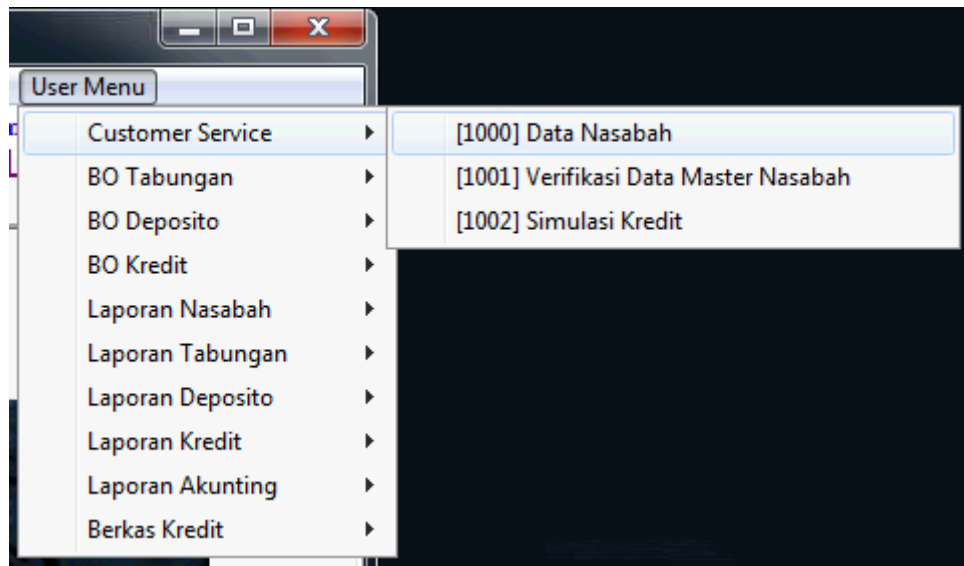 User Menu
Customer Service
[1000] Data Nasabah
BO Tabungan
[1001] Verifikasi Data Master Nasabah
BO Deposito
[1002] Simulasi Kredit
BO Kredit
Laporan Nasabah
Laporan Tabungan
Laporan Deposito
Laporan Kredit
Laporan Akunting
Berkas Kredit